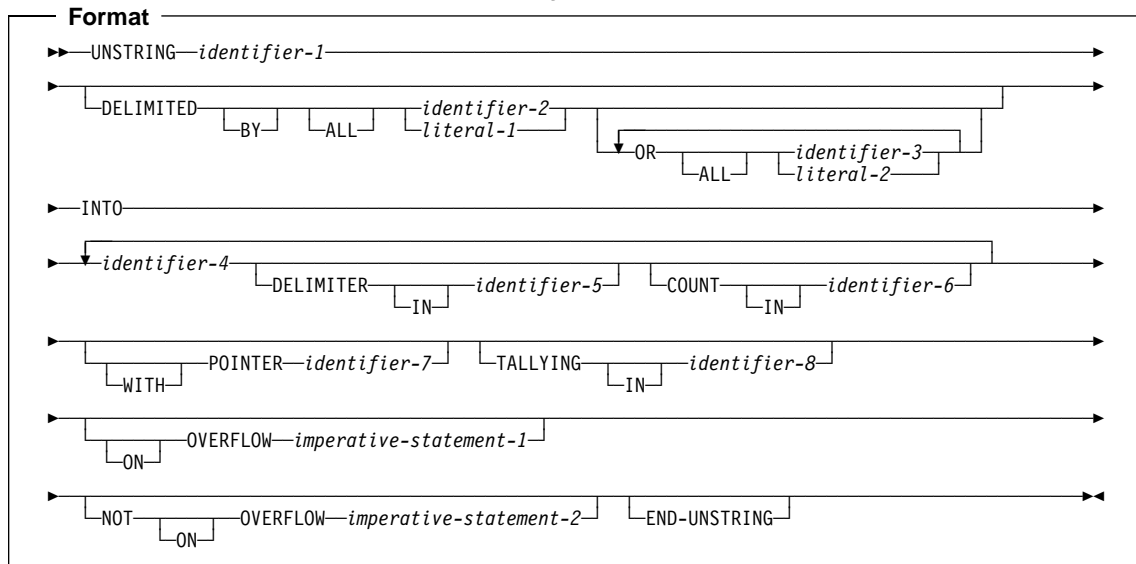 Format
UNSTRING identifier-1
DELIMITED BY ALL identifier-2
literal-1
OR ALL identifier-3
literal-2
INTO
identifier-4 DELIMITER IN identifier-5 COUNT IN identifier-6
WITH POINTER identifier-7 TALLYING IN identifier-8
ON OVERFLOW imperative-statement-1
NOT ON OVERFLOW imperative-statement-2 END-UNSTRING